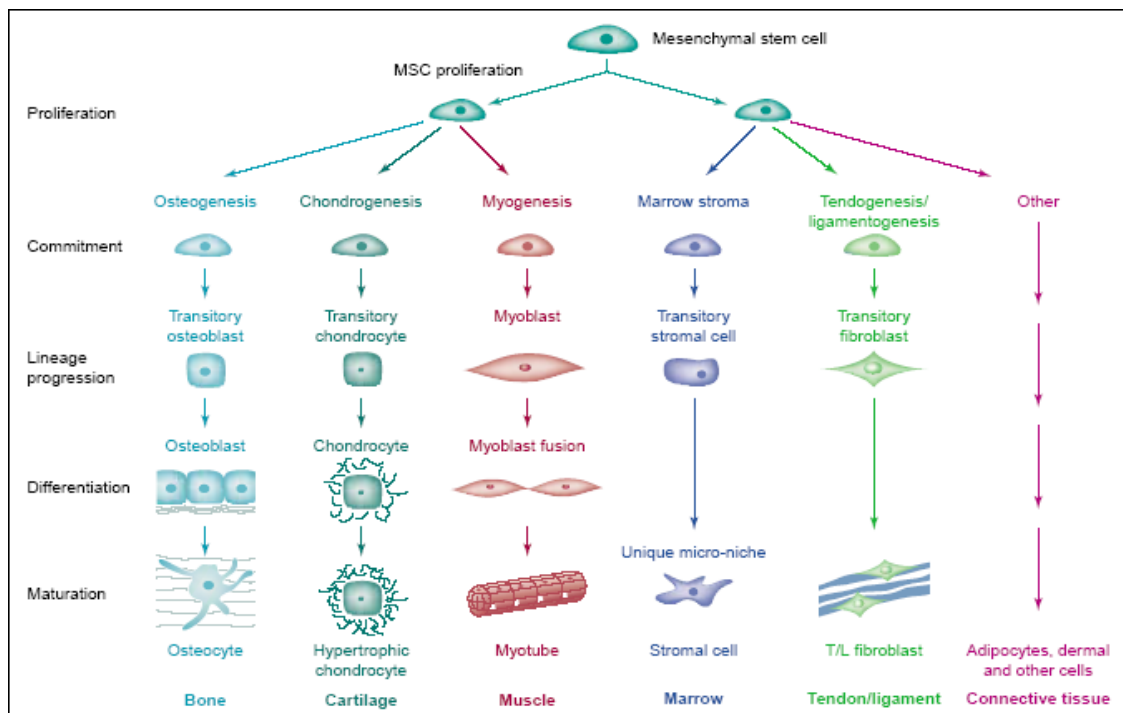 Mesenchymal stem cell
MSC proliferation
Proliferation
Osteogenesis
Chondrogenesis
Myogenesis
Marrow stroma
Tendogenesis/
ligamentogenesis
Other
Commitment
Transitory
osteoblast
Transitory
chondrocyte
Myoblast
Transitory
stromal cell
Transitory
fibroblast
Lineage
progression
Osteoblast
Chondrocyte
Myoblast fusion
Differentiation
Unique micro-niche
Maturation
Osteocyte
Hypertrophic
chondrocyte
Myotube
Stromal cell
T/L fibroblast
Adipocytes, dermal
and other cells
Bone
Cartilage
Muscle
Marrow
Tendon/ligament
Connective tissue